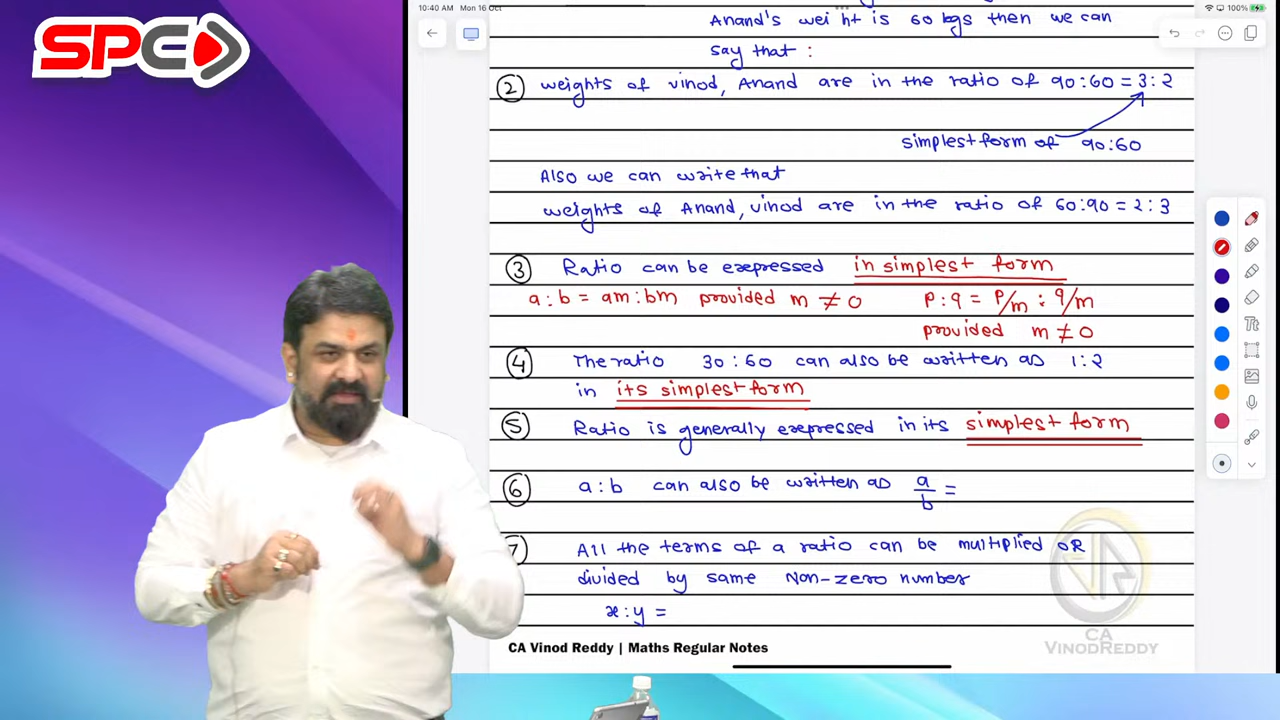 SPC
10:40 AM Mon 16 Oct
100%
Anand's wei ht is 60 kgs then we can
say that :
② weights of vinod, Anand are in the ratio of 90:60 = 3:2
simplest form of 90:60
Also we can write that
weights of Anand, vinod are in the ratio of 60:90 = 2:3
③ Ratio can be expressed in simplest form
a:b = am:bm provided m ≠ 0 p:q = p/m : q/m
provided m ≠ 0
④ The ratio 30:60 can also be written as 1:2
in its simplest form
⑤ Ratio is generally expressed in its simplest form
⑥ a:b can also be written as a/b =
7 All the terms of a ratio can be multiplied OR
divided by same Non-zero number
x:y =
CA Vinod Reddy | Maths Regular Notes
CA
VINODREDDY
Tt